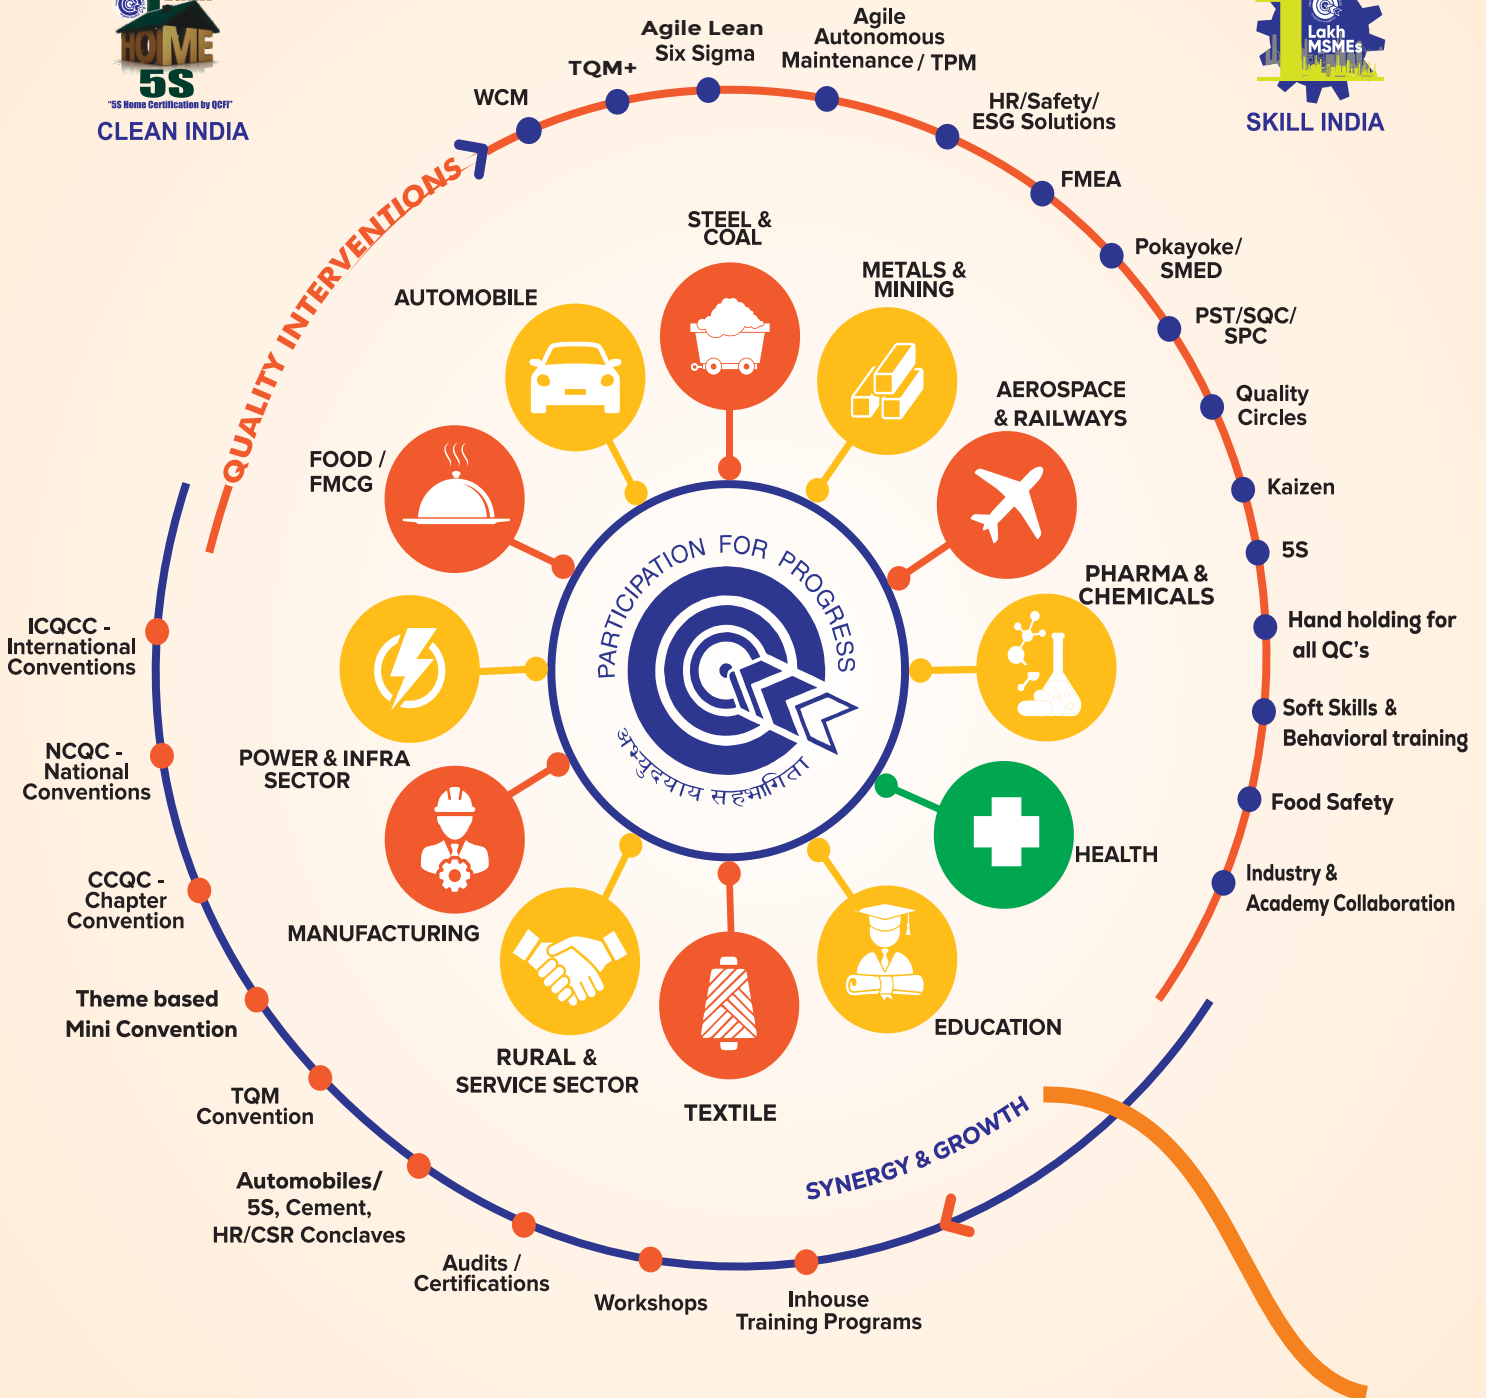 HOME
5S
"5S Home Certification by QCFI"
CLEAN INDIA
1
Lakh
MSMEs
SKILL INDIA
QUALITY INTERVENTIONS
WCM
TQM+
Agile Lean
Six Sigma
Agile
Autonomous
Maintenance / TPM
HR/Safety/
ESG Solutions
FMEA
Pokayoke/
SMED
PST/SQC/
SPC
Quality
Circles
Kaizen
5S
Hand holding for
all QC's
Soft Skills &
Behavioral training
Food Safety
Industry &
Academy Collaboration
STEEL &
COAL
METALS &
MINING
AEROSPACE
& RAILWAYS
PHARMA &
CHEMICALS
HEALTH
EDUCATION
TEXTILE
RURAL &
SERVICE SECTOR
MANUFACTURING
POWER & INFRA
SECTOR
FOOD /
FMCG
AUTOMOBILE
PARTICIPATION FOR PROGRESS
अभ्युदयाय सहभागिता
SYNERGY & GROWTH
Inhouse
Training Programs
Workshops
Audits /
Certifications
Automobiles/
5S, Cement,
HR/CSR Conclaves
TQM
Convention
Theme based
Mini Convention
CCQC -
Chapter
Convention
NCQC -
National
Conventions
ICQCC -
International
Conventions